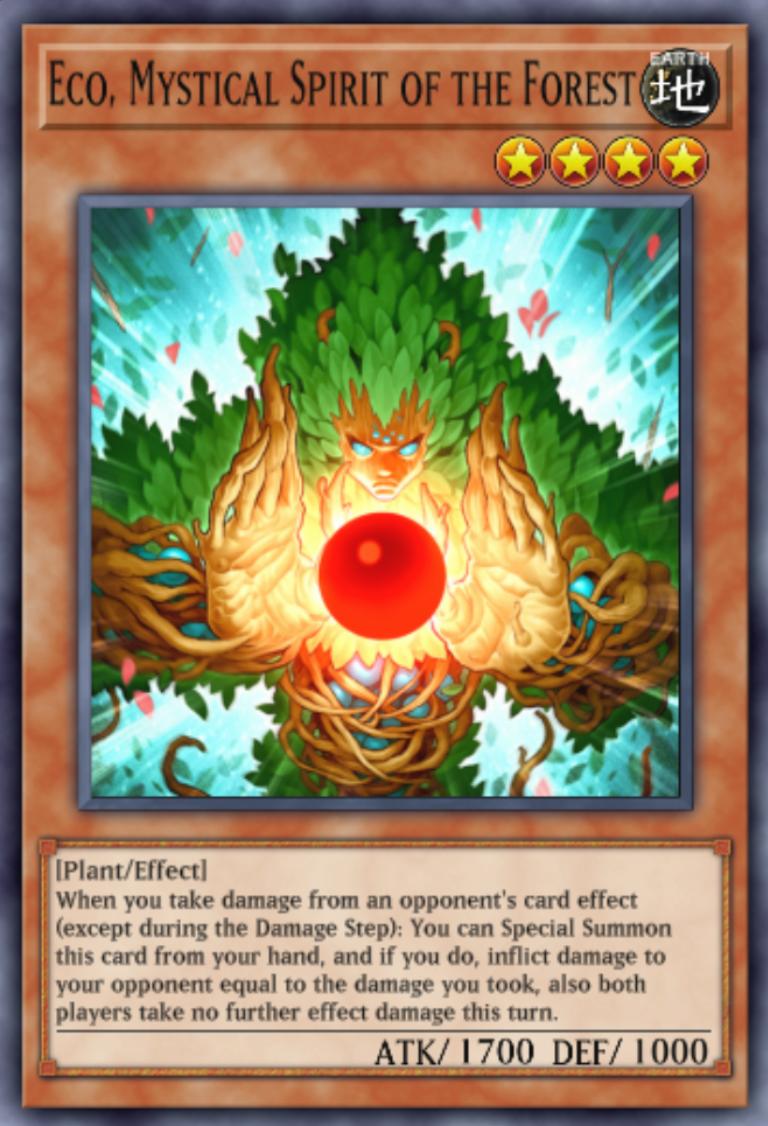 Eco, Mystical Spirit of the Forest
EARTH
地
[Plant/Effect]
When you take damage from an opponent's card effect
(except during the Damage Step): You can Special Summon
this card from your hand, and if you do, inflict damage to
your opponent equal to the damage you took, also both
players take no further effect damage this turn.
ATK/ 1700 DEF/ 1000